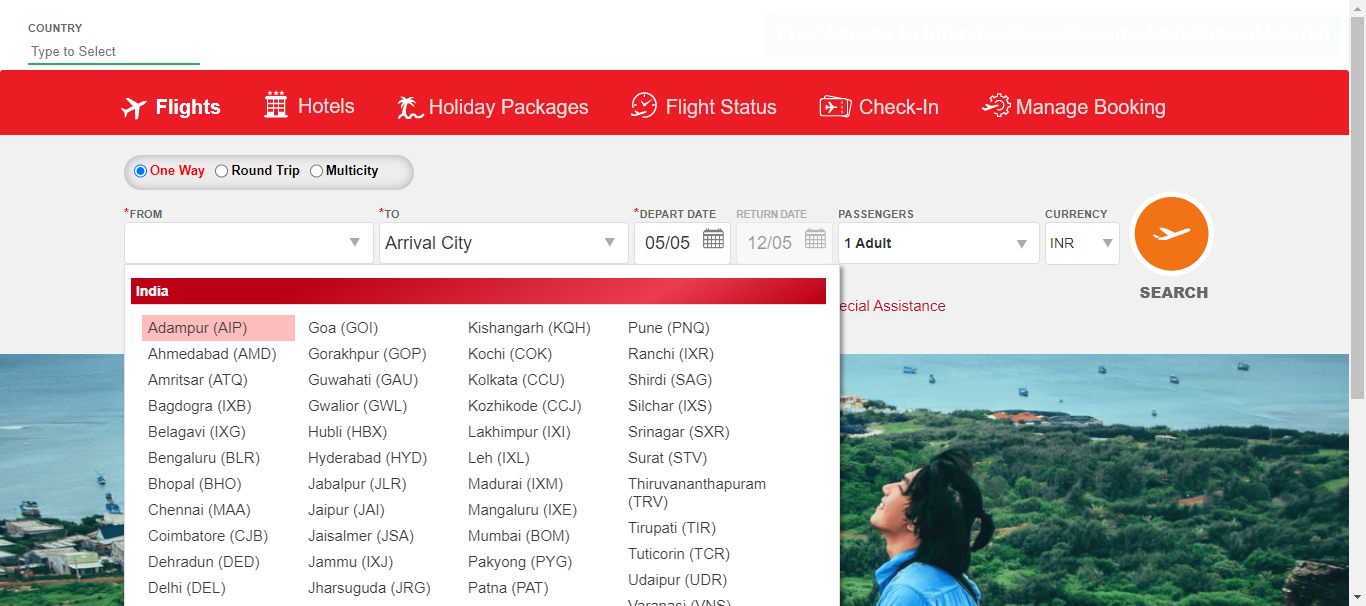 COUNTRY
Type to Select
Free Access to InterviewQues/ResumeAssistance/Material
Flights
Hotels
Holiday Packages
Flight Status
Check-In
Manage Booking
One Way
Round Trip
Multicity
*FROM
*TO
*DEPART DATE
RETURN DATE
PASSENGERS
CURRENCY
Arrival City
05/05
12/05
1 Adult
INR
SEARCH
ecial Assistance
India
Adampur (AIP)
Ahmedabad (AMD)
Amritsar (ATQ)
Bagdogra (IXB)
Belagavi (IXG)
Bengaluru (BLR)
Bhopal (BHO)
Chennai (MAA)
Coimbatore (CJB)
Dehradun (DED)
Delhi (DEL)
Goa (GOI)
Gorakhpur (GOP)
Guwahati (GAU)
Gwalior (GWL)
Hubli (HBX)
Hyderabad (HYD)
Jabalpur (JLR)
Jaipur (JAI)
Jaisalmer (JSA)
Jammu (IXJ)
Jharsuguda (JRG)
Kishangarh (KQH)
Kochi (COK)
Kolkata (CCU)
Kozhikode (CCJ)
Lakhimpur (IXI)
Leh (IXL)
Madurai (IXM)
Mangaluru (IXE)
Mumbai (BOM)
Pakyong (PYG)
Patna (PAT)
Pune (PNQ)
Ranchi (IXR)
Shirdi (SAG)
Silchar (IXS)
Srinagar (SXR)
Surat (STV)
Thiruvananthapuram
(TRV)
Tirupati (TIR)
Tuticorin (TCR)
Udaipur (UDR)
Varanasi (VNS)